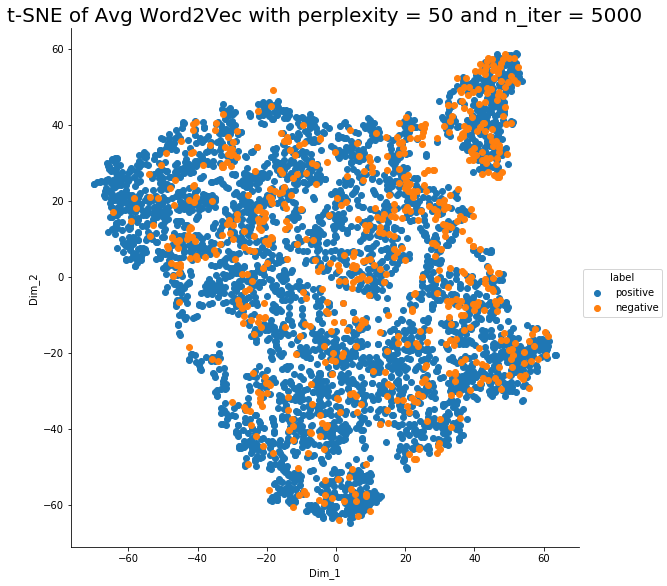 t-SNE of Avg Word2Vec with perplexity = 50 and n_iter = 5000
60
40
20
0
−20
−40
−60
Dim_2
−60
−40
−20
0
20
40
60
Dim_1
label
positive
negative